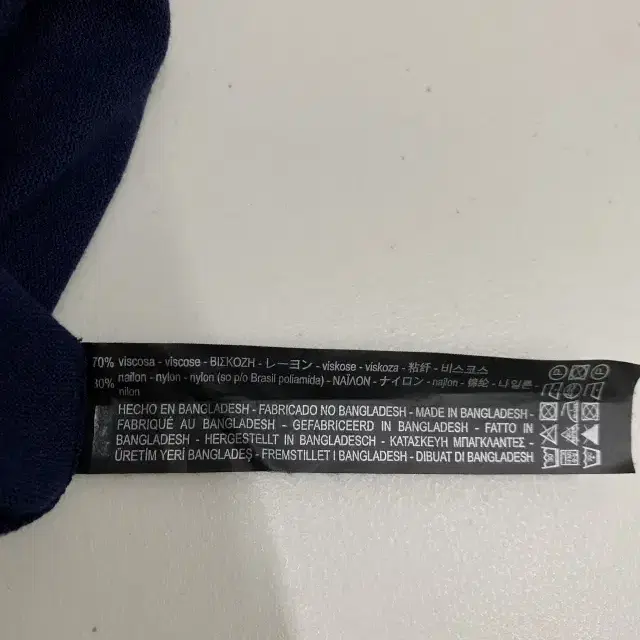 70% viscosa - viscose - ΒΙΣΚΟΖΗ - レーヨン - viskose - viskoza - 粘纤 - 비스코스
30% naílon - nylon - nylon (so p/o Brasil poliamida) - ΝΑΪΛΟΝ - ナイロン - najlon - 锦纶 - 나일론 -
nilon
HECHO EN BANGLADESH - FABRICADO NO BANGLADESH - MADE IN BANGLADESH -
FABRIQUÉ AU BANGLADESH - GEFABRICEERD IN BANGLADESH - FATTO IN
BANGLADESH - HERGESTELLT IN BANGLADESCH - ΚΑΤΑΣΚΕΥΗ ΜΠΑΓΚΛΑΝΤΕΣ -
ÜRETİM YERİ BANGLADEŞ - FREMSTILLET I BANGLADESH - DIBUAT DI BANGLADESH